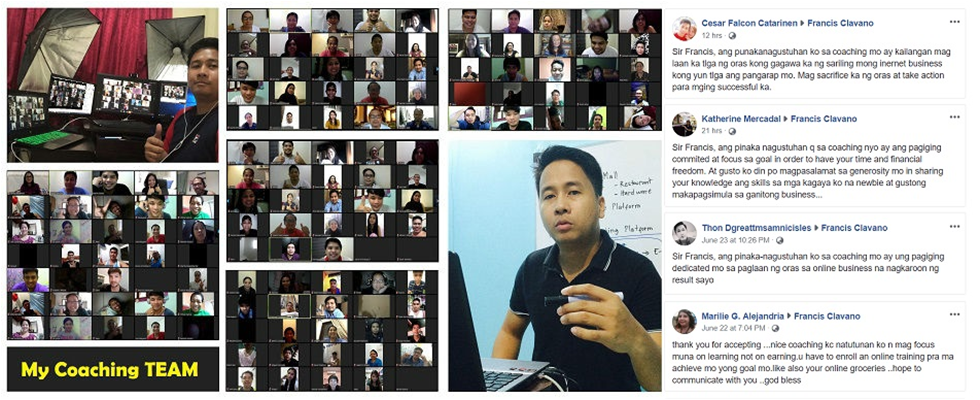 My Coaching TEAM
Mall
- Restaurant
- Hardware
Platform
Platform
Cesar Falcon Catarinen ▸ Francis Clavano
12 hrs ·
Sir Francis, ang punakanagustuhan ko sa coaching mo ay kailangan mag
laan ka tlga ng oras kong gagawa ka ng sariling mong inernet business
kong yun tlga ang pangarap mo. Mag sacrifice ka ng oras at take action
para mging successful ka.
Katherine Mercadal ▸ Francis Clavano
21 hrs ·
Sir Francis, ang pinaka nagustuhan q sa coaching nyo ay ang pagiging
commited at focus sa goal in order to have your time and financial
freedom. At gusto ko din po magpasalamat sa generosity mo in sharing
your knowledge ang skills sa mga kagaya ko na newbie at gustong
makapagsimula sa ganitong business...
Thon Dgreattmsamnicisles ▸ Francis Clavano
June 23 at 10:26 PM ·
Sir Francis, ang pinaka-nagustuhan ko sa coaching mo ay ung pagiging
dedicated mo sa paglaan ng oras sa online business na nagkaroon ng
result sayo
Marilie G. Alejandria ▸ Francis Clavano
June 22 at 7:04 PM ·
thank you for accepting ...nice coaching kc natutunan ko n mag focus
muna on learning not on earning.u have to enroll an online training pra ma
achieve mo yong goal mo.like also your online groceries ..hope to
communicate with you ..god bless